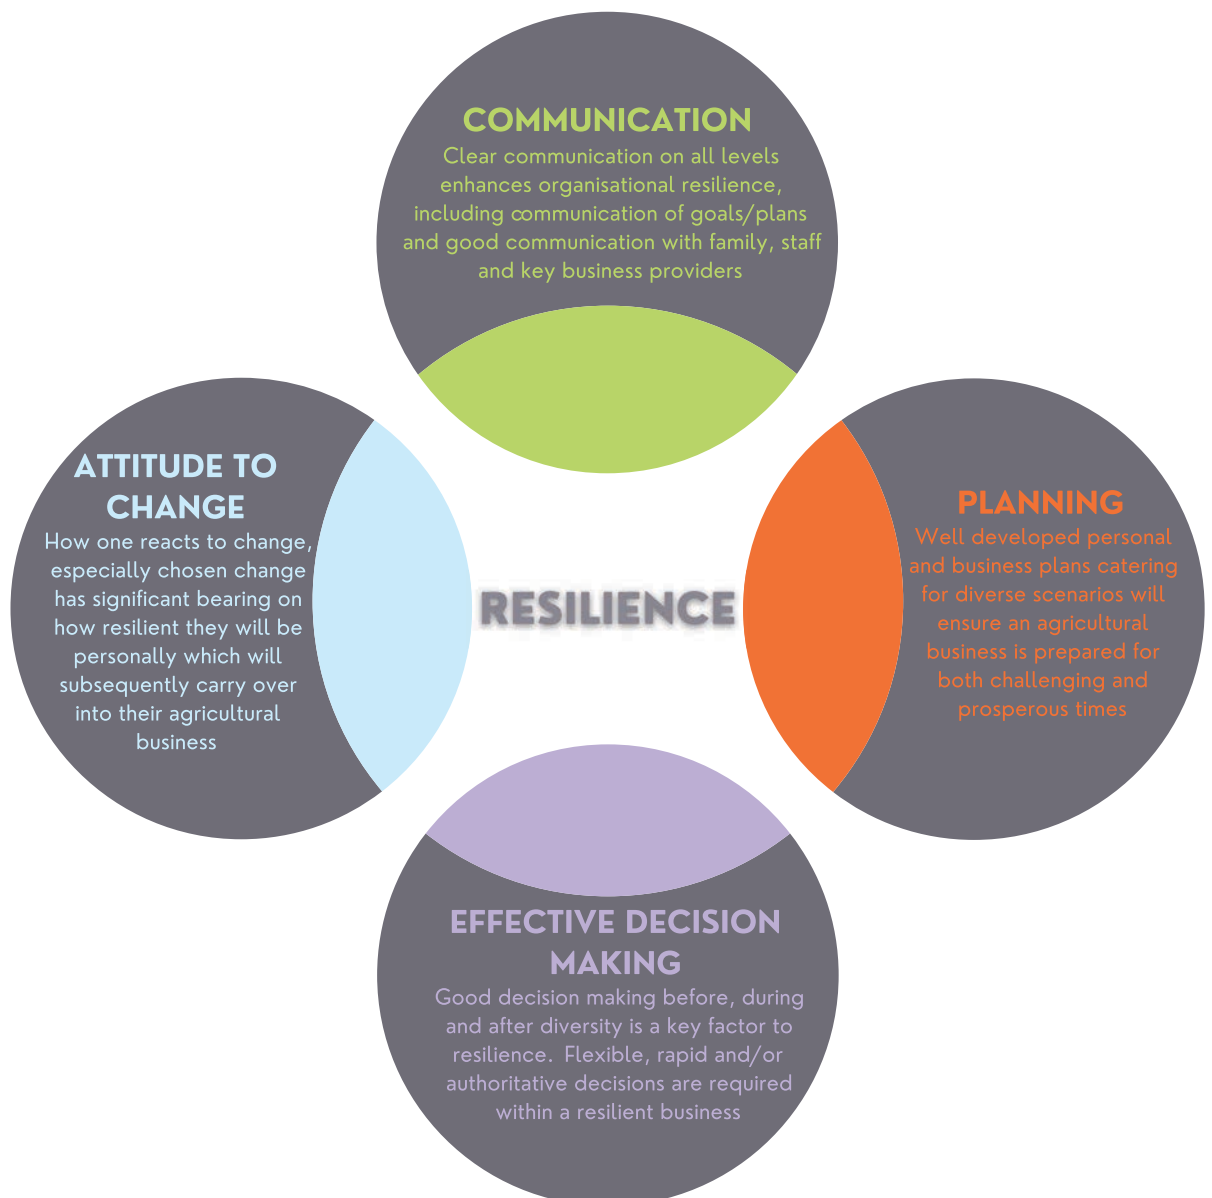 COMMUNICATION
Clear communication on all levels
enhances organisational resilience,
including communication of goals/plans
and good communication with family, staff
and key business providers
ATTITUDE TO
CHANGE
How one reacts to change,
especially chosen change
has significant bearing on
how resilient they will be
personally which will
subsequently carry over
into their agricultural
business
RESILIENCE
PLANNING
Well developed personal
and business plans catering
for diverse scenarios will
ensure an agricultural
business is prepared for
both challenging and
prosperous times
EFFECTIVE DECISION
MAKING
Good decision making before, during
and after diversity is a key factor to
resilience. Flexible, rapid and/or
authoritative decisions are required
within a resilient business